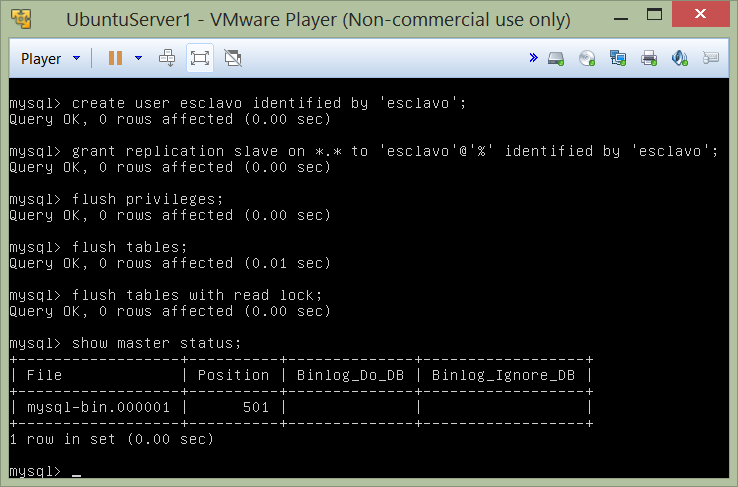 UbuntuServer1 - VMware Player (Non-commercial use only)
Player
mysql> create user esclavo identified by 'esclavo';
Query OK, 0 rows affected (0.00 sec)
mysql> grant replication slave on *.* to 'esclavo'@'%' identified by 'esclavo';
Query OK, 0 rows affected (0.00 sec)
mysql> flush privileges;
Query OK, 0 rows affected (0.00 sec)
mysql> flush tables;
Query OK, 0 rows affected (0.01 sec)
mysql> flush tables with read lock;
Query OK, 0 rows affected (0.00 sec)
mysql> show master status;
+------------------+----------+--------------+------------------+
| File             | Position | Binlog_Do_DB | Binlog_Ignore_DB |
+------------------+----------+--------------+------------------+
| mysql-bin.000001 |      501 |              |                  |
+------------------+----------+--------------+------------------+
1 row in set (0.00 sec)
mysql> _